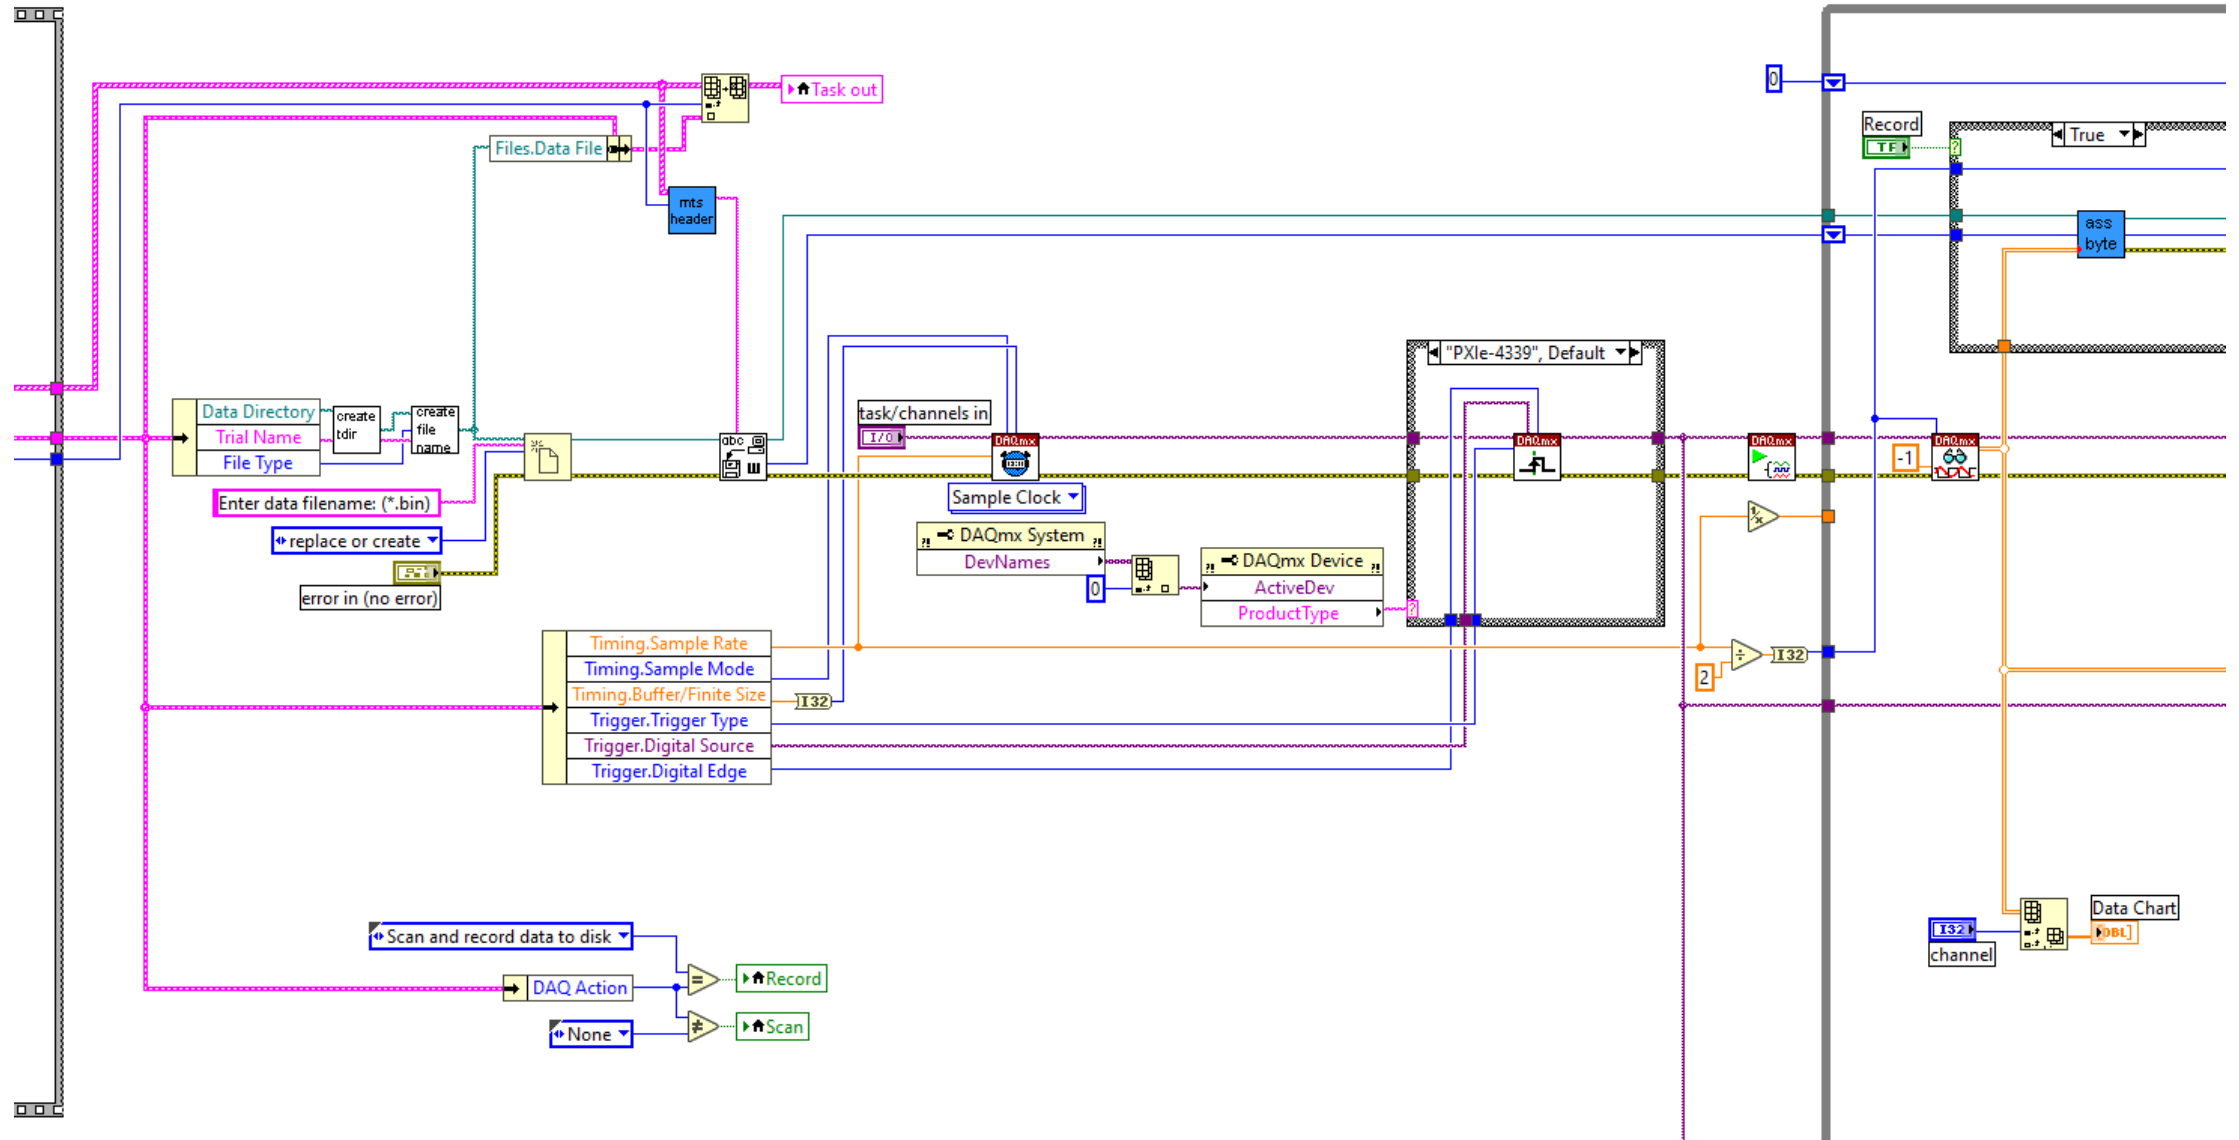 Task out
0
Record
True
Files.Data File
mts
header
ass
byte
"PXIe-4339", Default
Data Directory
Trial Name
File Type
create
tdir
create
file
name
task/channels in
I/O
abc
DAQmx
DAQmx
DAQmx
DAQmx
-1
Enter data filename: (*.bin)
replace or create
error in (no error)
Sample Clock
DAQmx System
DevNames
0
DAQmx Device
ActiveDev
ProductType
?
TF
?
1/x
Timing.Sample Rate
Timing.Sample Mode
Timing.Buffer/Finite Size
Trigger.Trigger Type
Trigger.Digital Source
Trigger.Digital Edge
I32
2
I32
Scan and record data to disk
DAQ Action
None
Record
Scan
I32
channel
Data Chart
DBL]